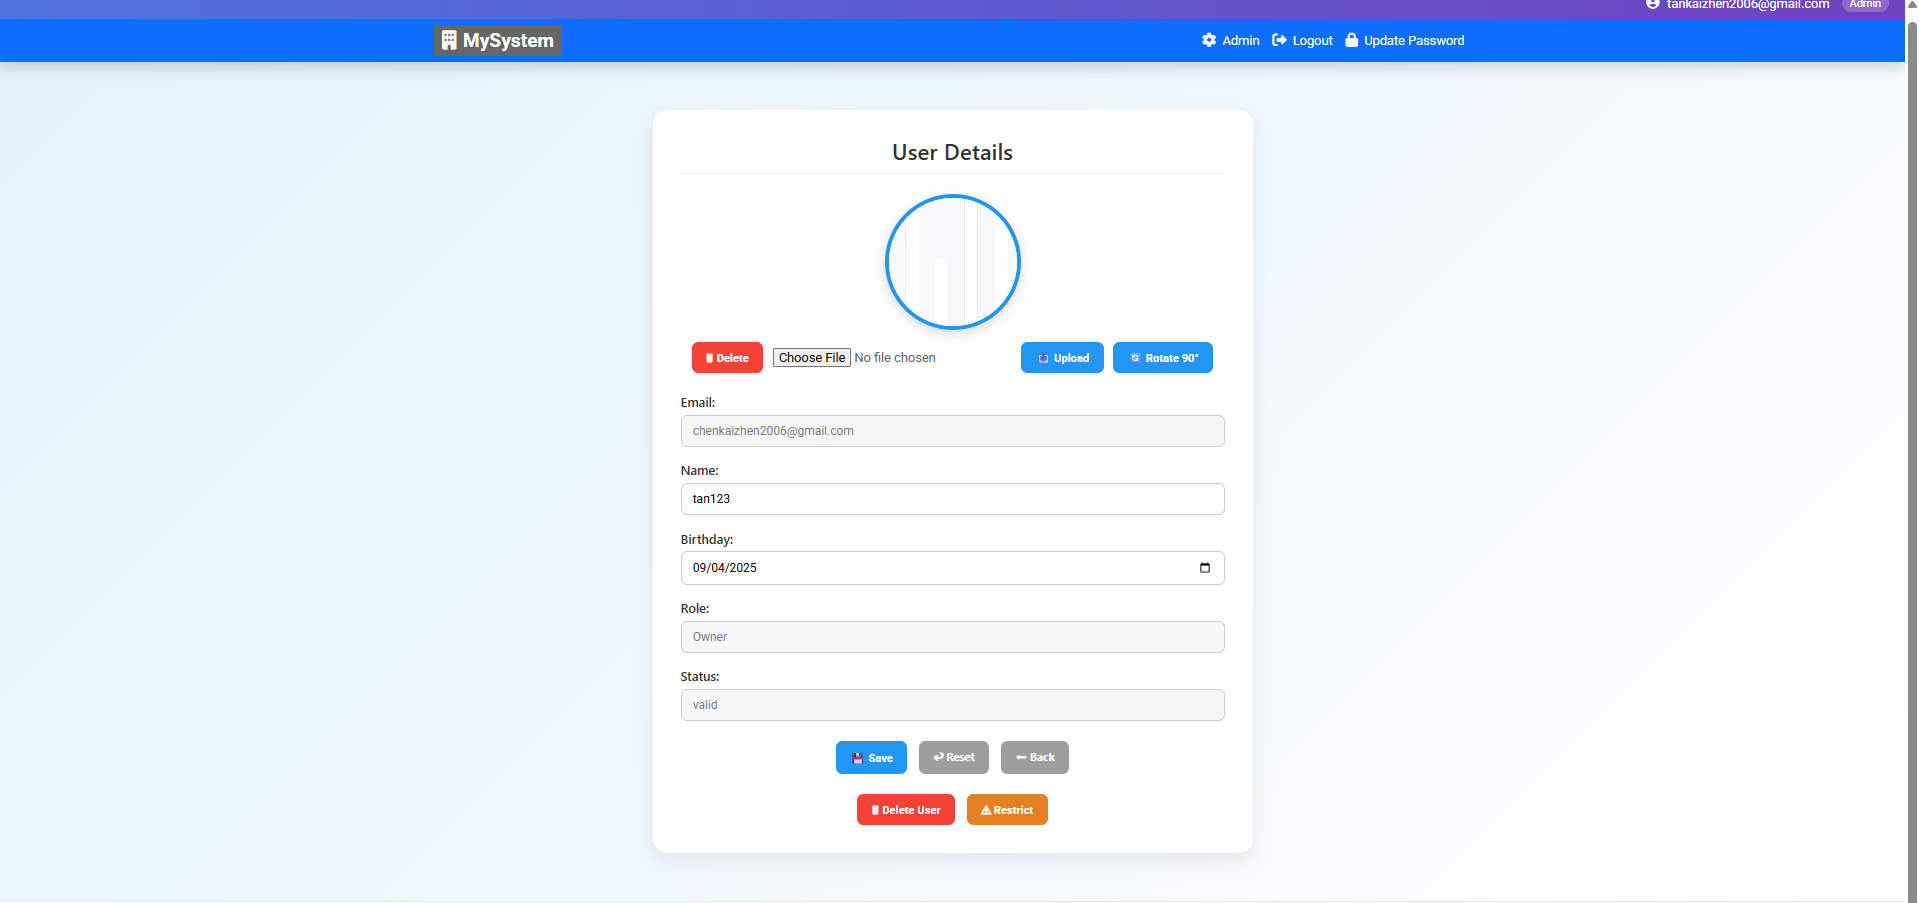 tankaizhen2006@gmail.com Admin
MySystem Admin Logout Update Password
User Details
Delete Choose File No file chosen Upload Rotate 90°
Email:
chenkaizhen2006@gmail.com
Name:
tan123
Birthday:
09/04/2025
Role:
Owner
Status:
valid
Save Reset Back
Delete User Restrict